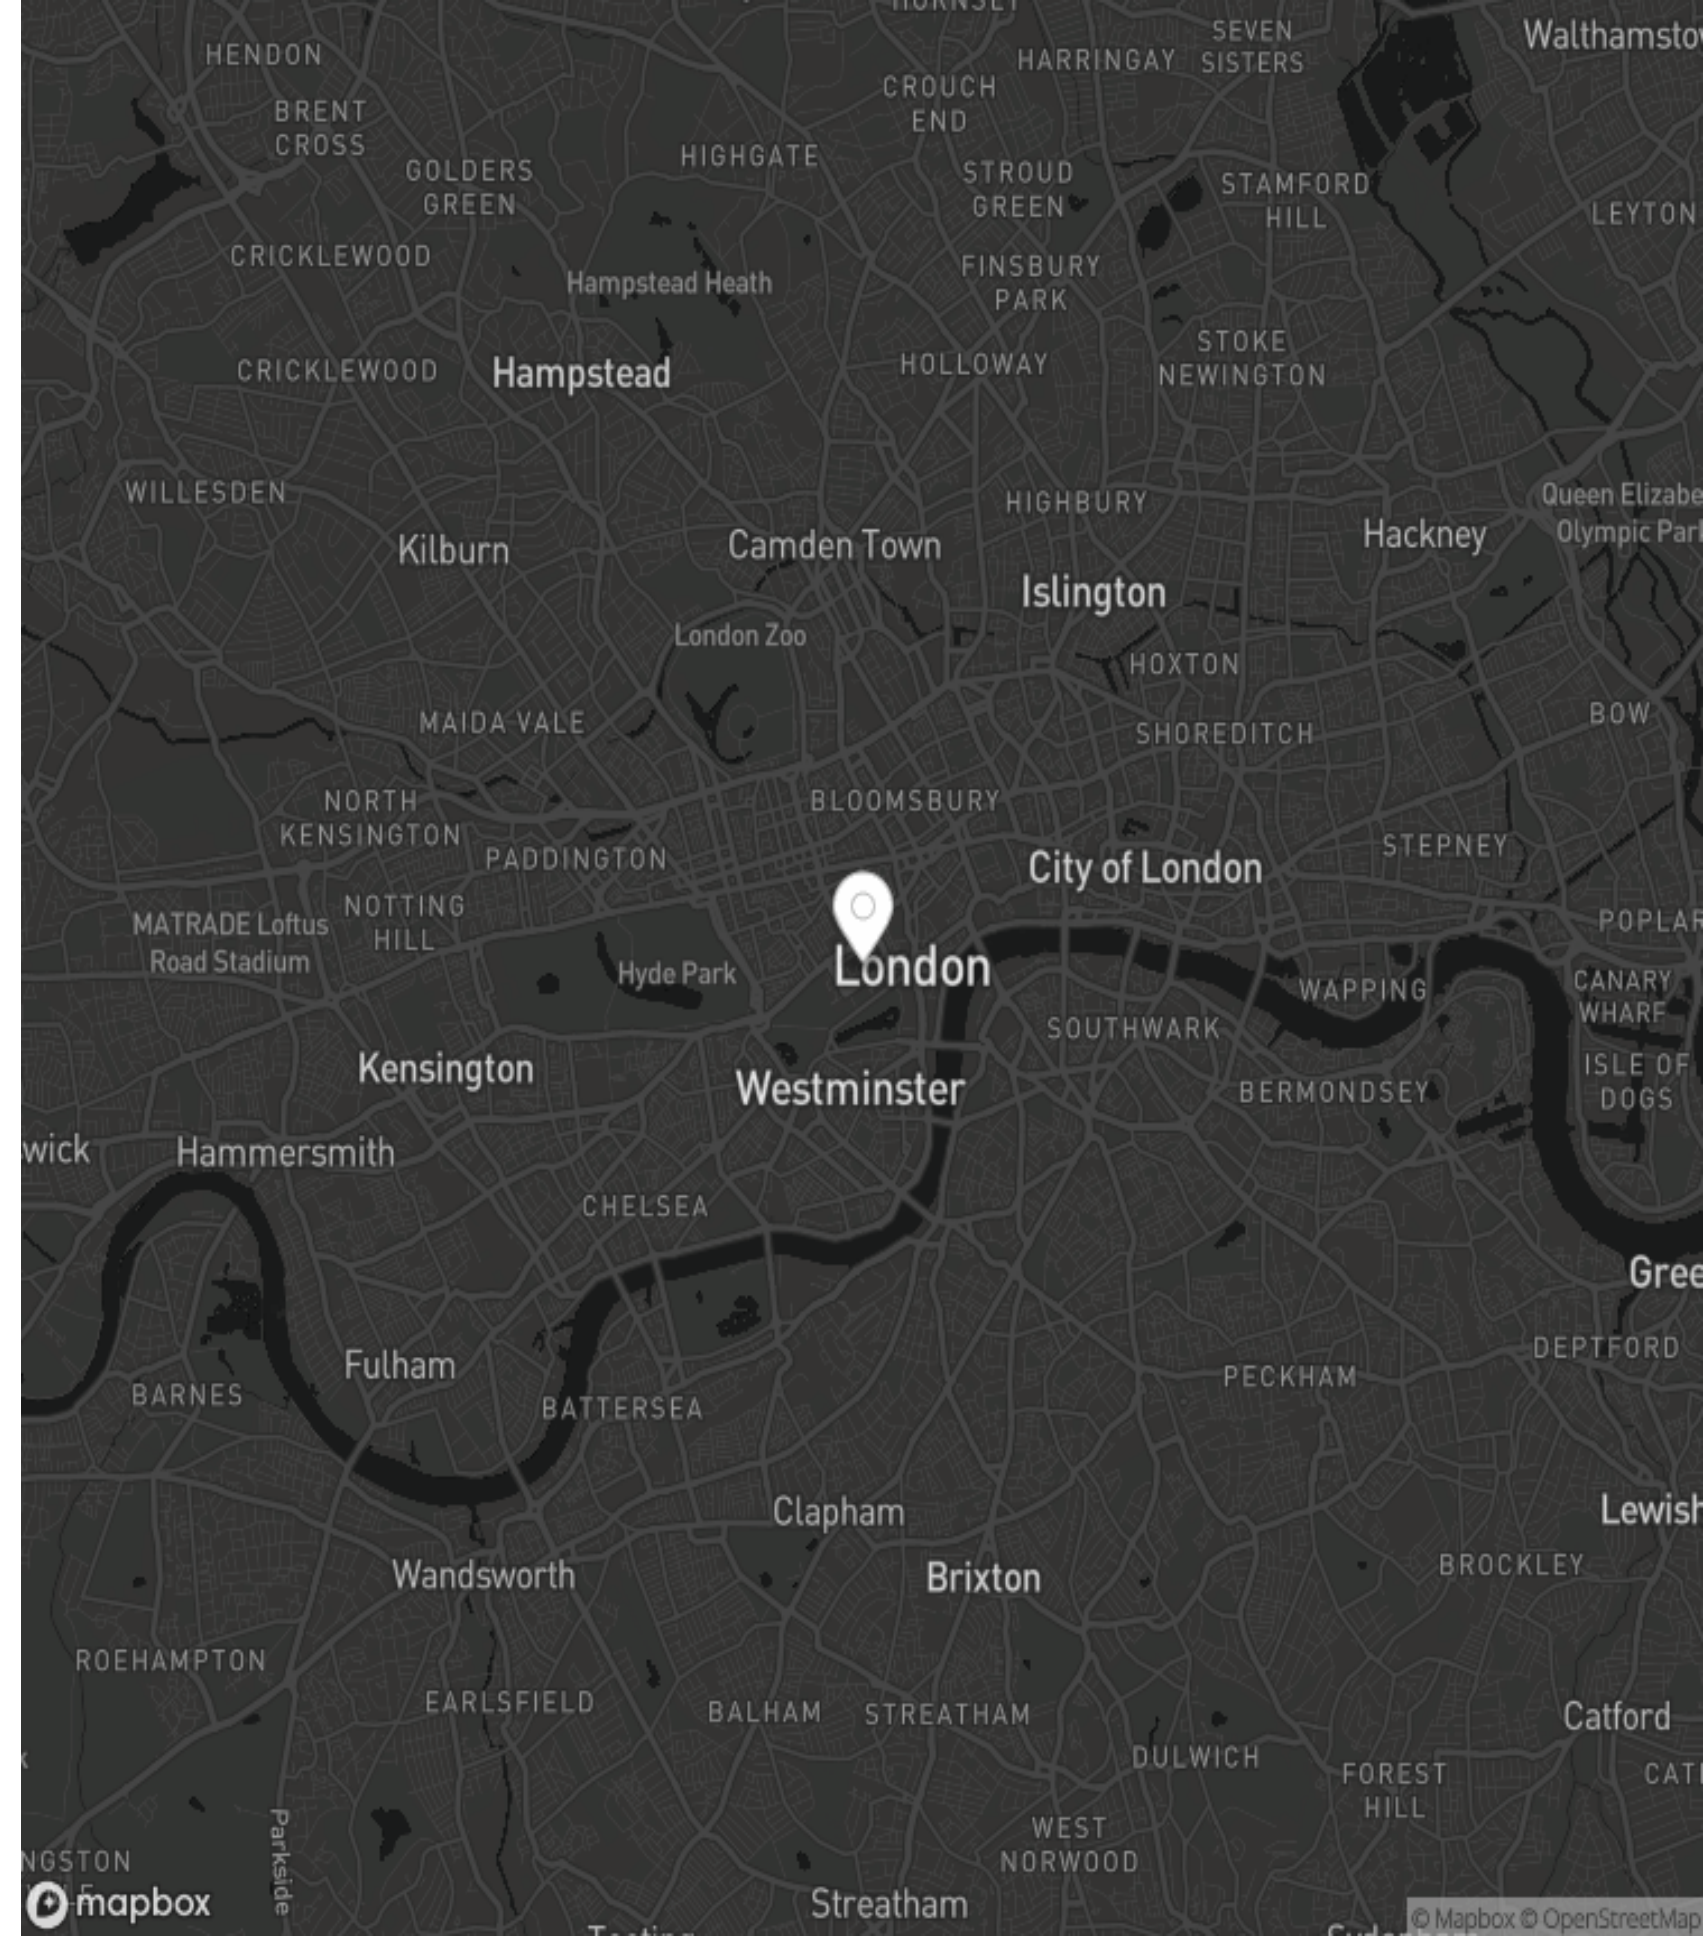 HORNSEY
SEVEN
SISTERS
HENDON
HARRINGAY
CROUCH
END
BRENT
CROSS
HIGHGATE
GOLDERS
GREEN
STROUD
GREEN
STAMFORD
HILL
LEYTON
CRICKLEWOOD
Hampstead Heath
FINSBURY
PARK
CRICKLEWOOD
Hampstead
HOLLOWAY
STOKE
NEWINGTON
WILLESDEN
HIGHBURY
Queen Elizabe
Olympic Par
Kilburn
Camden Town
Hackney
Islington
London Zoo
HOXTON
MAIDA VALE
SHOREDITCH
BOW
NORTH
KENSINGTON
BLOOMSBURY
PADDINGTON
City of London
STEPNEY
MATRADE Loftus
Road Stadium
NOTTING
HILL
POPLAR
Hyde Park
London
WAPPING
CANARY
WHARF
SOUTHWARK
Kensington
Westminster
BERMONDSEY
ISLE OF
DOGS
wick
Hammersmith
CHELSEA
Gree
Fulham
BARNES
BATTERSEA
PECKHAM
DEPTFORD
Clapham
Lewish
Wandsworth
Brixton
BROCKLEY
ROEHAMPTON
EARLSFIELD
BALHAM
STREATHAM
Catford
DULWICH
FOREST
HILL
CAT
Parkside
WEST
NORWOOD
NGSTON
mapbox
Streatham
© Mapbox © OpenStreetMap